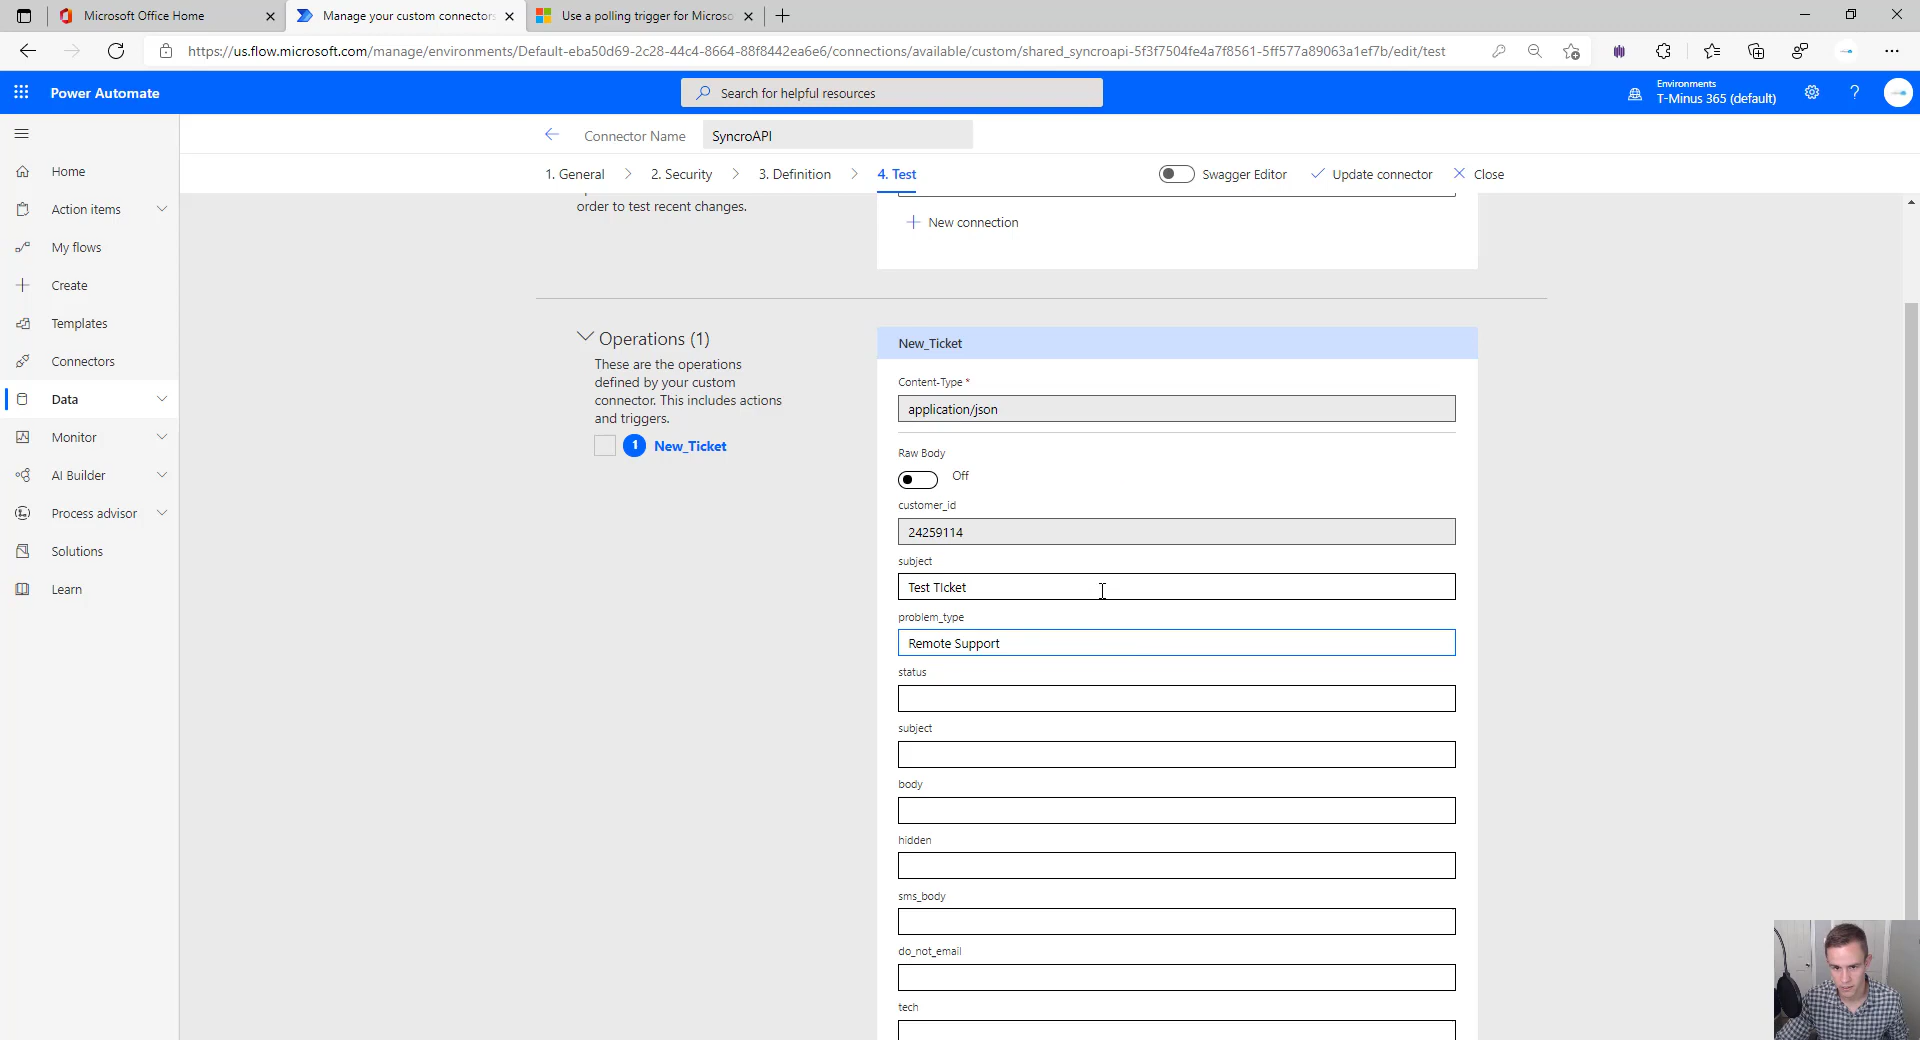 Microsoft Office Home
Manage your custom connectors
Use a polling trigger for Microso
https://us.flow.microsoft.com/manage/environments/Default-eba50d69-2c28-44c4-8664-88f8442ea6e6/connections/available/custom/shared_syncroapi-5f3f7504fe4a7f8561-5ff577a89063a1ef7b/edit/test
Power Automate
Search for helpful resources
Environments
T-Minus 365 (default)
?
Connector Name
SyncroAPI
1. General
2. Security
3. Definition
4. Test
Swagger Editor
Update connector
Close
Home
Action items
My flows
Create
Templates
Connectors
Data
Monitor
AI Builder
Process advisor
Solutions
Learn
order to test recent changes.
New connection
Operations (1)
These are the operations
defined by your custom
connector. This includes actions
and triggers.
1
New_Ticket
New_Ticket
Content-Type *
application/json
Raw Body
Off
customer_id
24259114
subject
Test TIcket
problem_type
Remote Support
status
subject
body
hidden
sms_body
do_not_email
tech